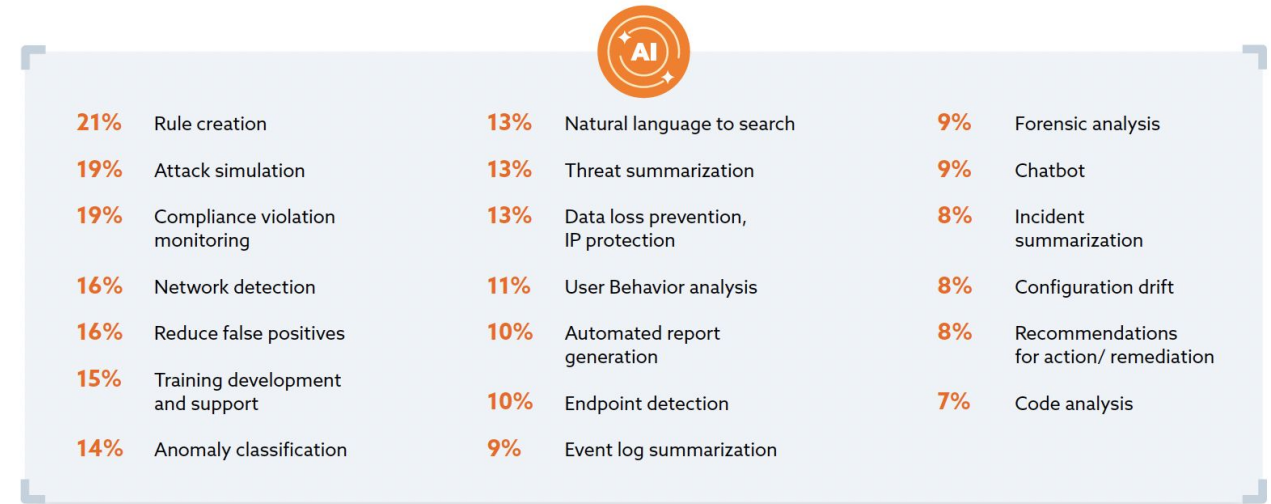 AI
21% Rule creation
19% Attack simulation
19% Compliance violation
monitoring
16% Network detection
16% Reduce false positives
15% Training development
and support
14% Anomaly classification
13% Natural language to search
13% Threat summarization
13% Data loss prevention,
IP protection
11% User Behavior analysis
10% Automated report
generation
10% Endpoint detection
9% Event log summarization
9% Forensic analysis
9% Chatbot
8% Incident
summarization
8% Configuration drift
8% Recommendations
for action/ remediation
7% Code analysis